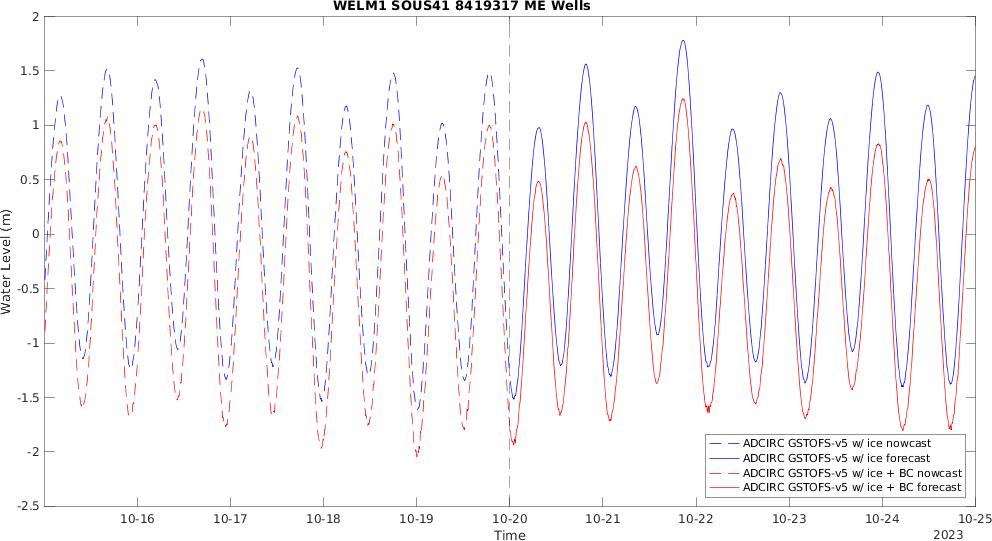 WELM1 SOUS41 8419317 ME Wells
2
1.5
1
0.5
0
-0.5
-1
-1.5
-2
-2.5
Water Level (m)
ADCIRC GSTOFS-v5 w/ ice nowcast
ADCIRC GSTOFS-v5 w/ ice forecast
ADCIRC GSTOFS-v5 w/ ice + BC nowcast
ADCIRC GSTOFS-v5 w/ ice + BC forecast
10-16 10-17 10-18 10-19 10-20 10-21 10-22 10-23 10-24 10-25
Time
2023